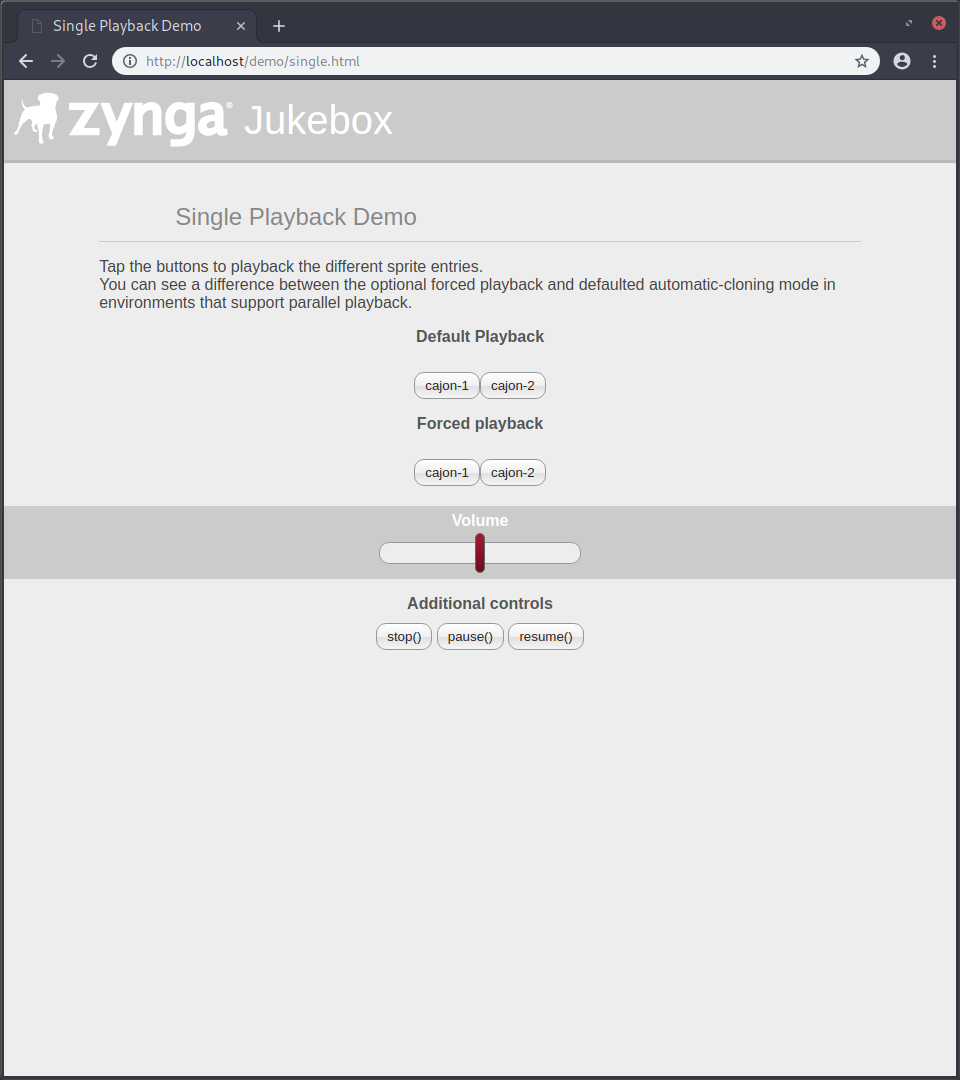 Single Playback Demo
http://localhost/demo/single.html
zynga® Jukebox
Single Playback Demo
Tap the buttons to playback the different sprite entries.
You can see a difference between the optional forced playback and defaulted automatic-cloning mode in
environments that support parallel playback.
Default Playback
cajon-1 cajon-2
Forced playback
cajon-1 cajon-2
Volume
Additional controls
stop() pause() resume()